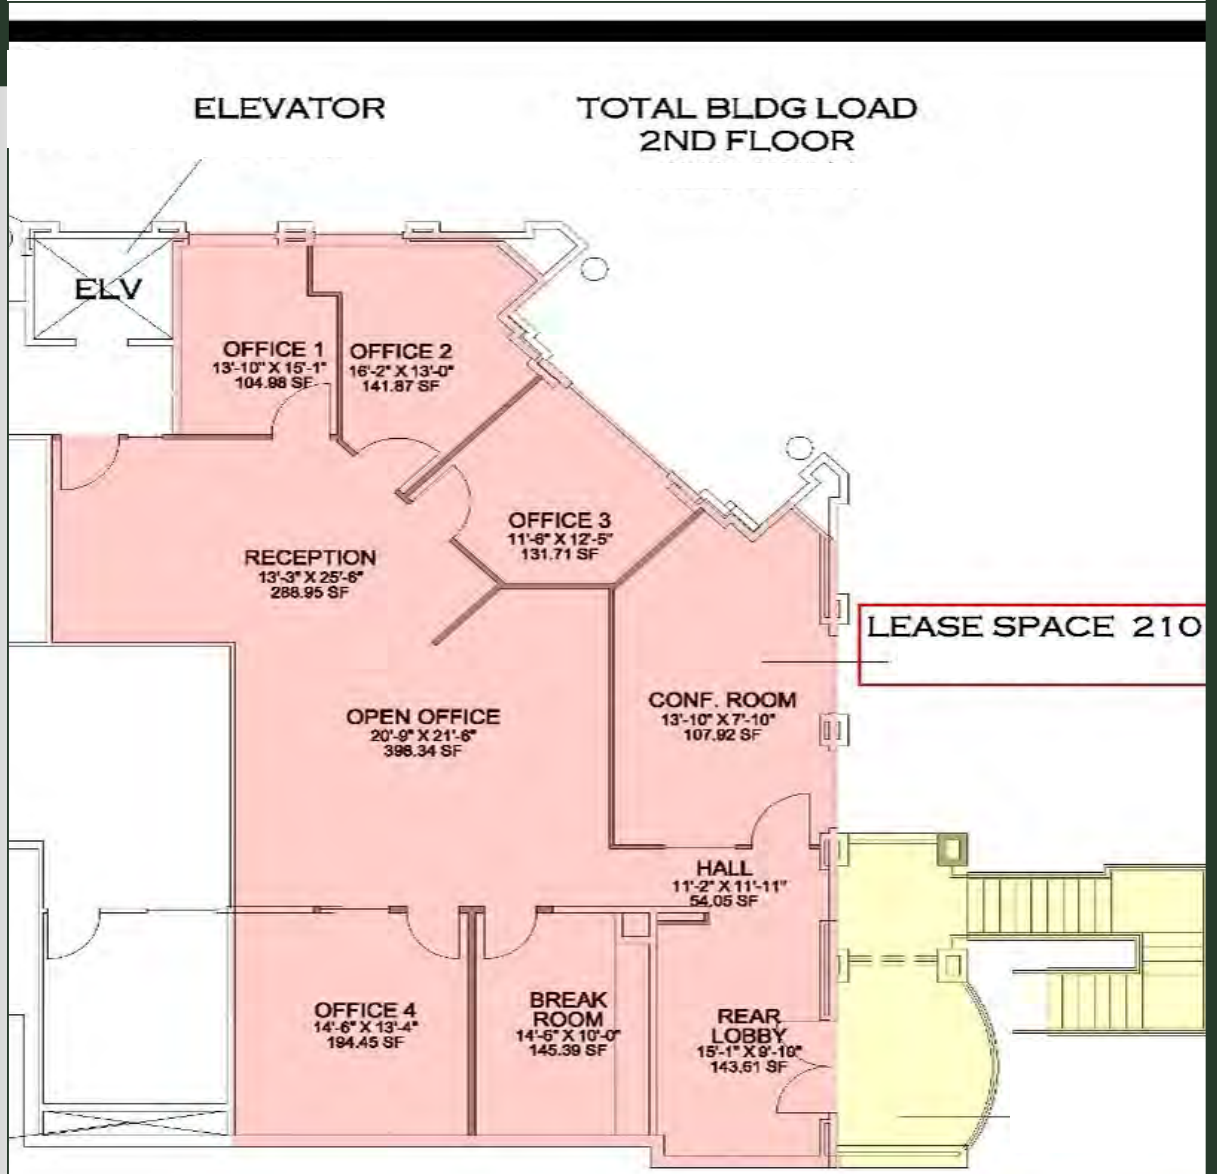 ELEVATOR
TOTAL BLDG LOAD
2ND FLOOR
ELV
OFFICE 1
13'-10" X 15'-1"
104.98 SF
OFFICE 2
16'-2" X 13'-0"
141.87 SF
OFFICE 3
11'-6" X 12'-5"
131.71 SF
RECEPTION
13'-3" X 25'-6"
288.95 SF
LEASE SPACE 210
CONF. ROOM
13'-10" X 7'-10"
107.92 SF
OPEN OFFICE
20'-9" X 21'-6"
398.34 SF
HALL
11'-2" X 11'-11"
54.05 SF
OFFICE 4
14'-6" X 13'-4"
194.45 SF
BREAK
ROOM
14'-6" X 10'-0"
145.39 SF
REAR
LOBBY
15'-1" X 9'-10"
143.61 SF